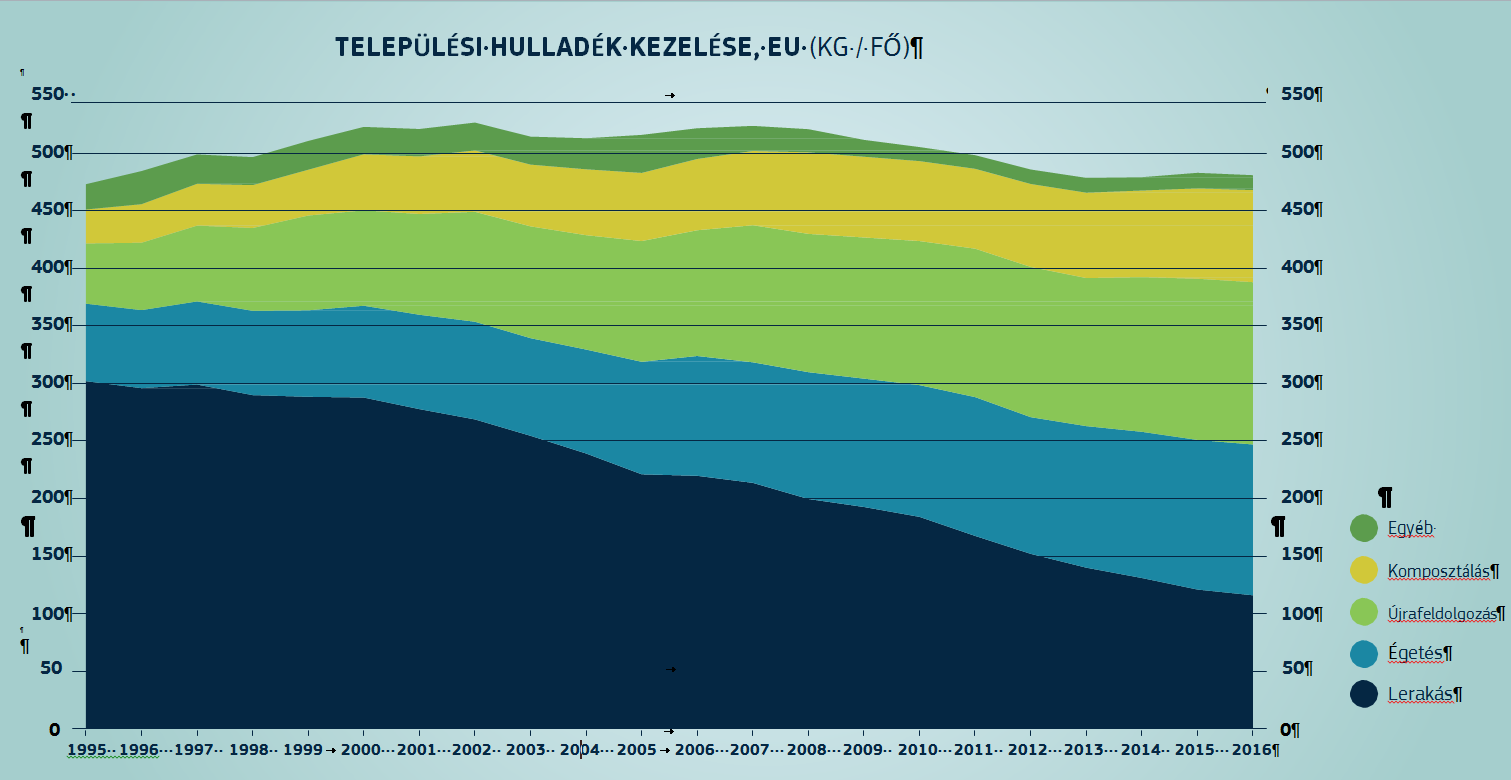 TELEPÜLÉSI HULLADÉK KEZELÉSE, EU (KG / FŐ)
550 550
500 500
450 450
400 400
350 350
300 300
250 250
200 200
150 150
100 100
50 50
0 0
1995 1996 1997 1998 1999 2000 2001 2002 2003 2004 2005 2006 2007 2008 2009 2010 2011 2012 2013 2014 2015 2016
Egyéb
Komposztálás
Újrafeldolgozás
Égetés
Lerakás